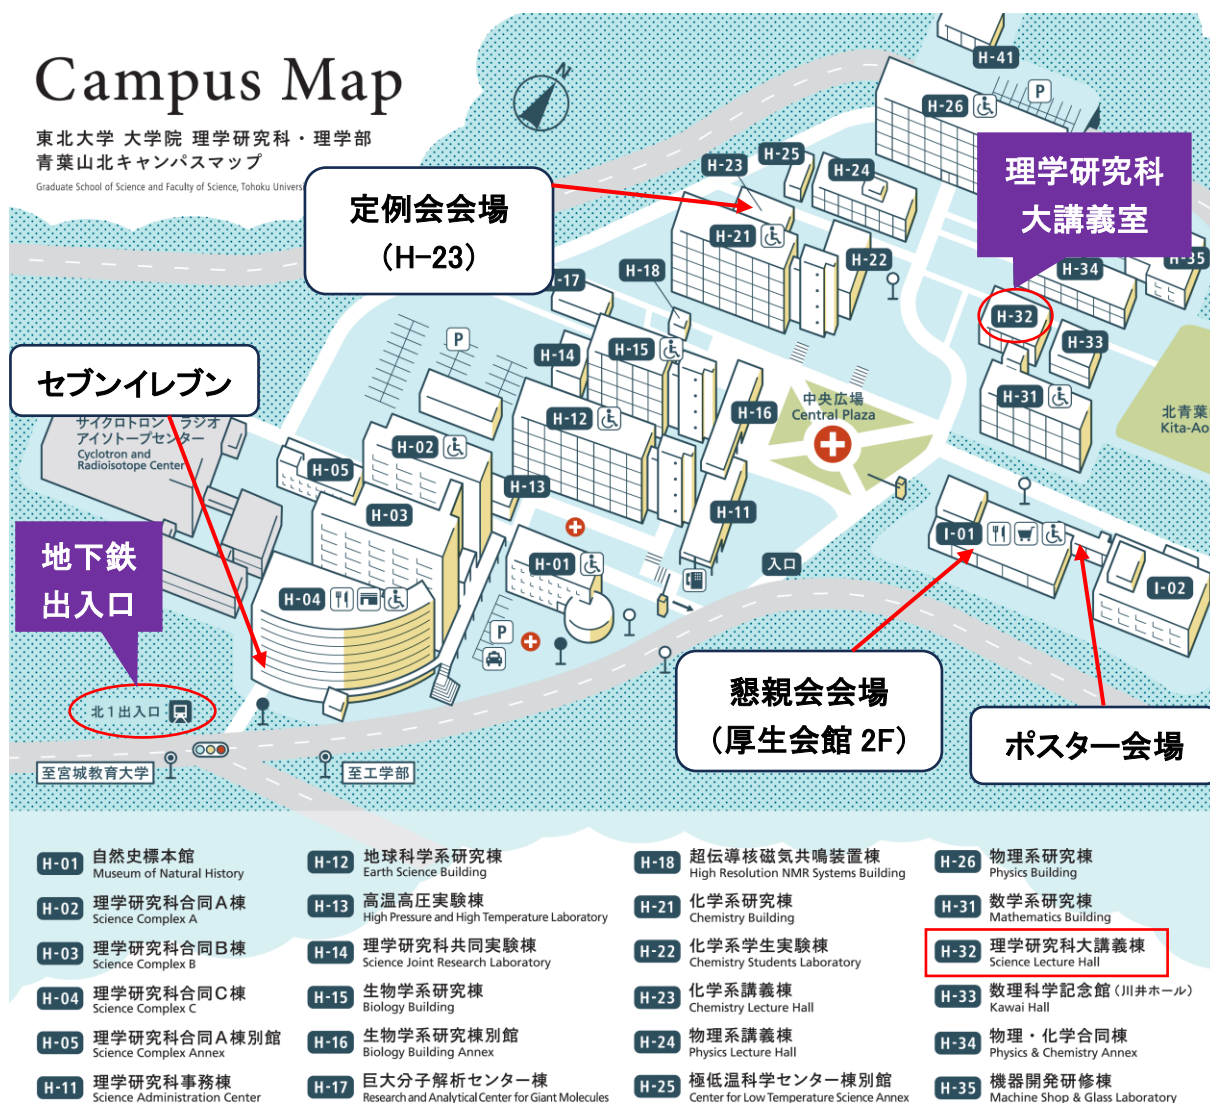 Campus Map
東北大学 大学院 理学研究科・理学部
青葉山北キャンパスマップ
Graduate School of Science and Faculty of Science, Tohoku
N
H-41
P
H-26
H-25
H-23
H-24
理学研究科
大講義室
定例会会場
(H-23)
H-21
H-22
H-18
H-17
H-34
H-35
H-32
H-33
P
H-14
H-15
H-31
セブンイレブン
サイクロトロン ラジオ
アイソトープセンター
Cyclotron and
Radioisotope Center
H-12
H-16
中央広場
Central Plaza
北青葉
Kita-Ao
H-02
H-05
H-13
H-03
H-11
I-01
地下鉄
出入口
H-01
入口
I-02
H-04
P
懇親会会場
(厚生会館 2F)
ポスター会場
北1出入口
至宮城教育大学
至工学部
H-01 自然史標本館
Museum of Natural History
H-02 理学研究科合同A棟
Science Complex A
H-03 理学研究科合同B棟
Science Complex B
H-04 理学研究科合同C棟
Science Complex C
H-05 理学研究科合同A棟別館
Science Complex Annex
H-11 理学研究科事務棟
Science Administration Center
H-12 地球科学系研究棟
Earth Science Building
H-13 高温高圧実験棟
High Pressure and High Temperature Laboratory
H-14 理学研究科共同実験棟
Science Joint Research Laboratory
H-15 生物学系研究棟
Biology Building
H-16 生物学系研究棟別館
Biology Building Annex
H-17 巨大分子解析センター棟
Research and Analytical Center for Giant Molecules
H-18 超伝導核磁気共鳴装置棟
High Resolution NMR Systems Building
H-21 化学系研究棟
Chemistry Building
H-22 化学系学生実験棟
Chemistry Students Laboratory
H-23 化学系講義棟
Chemistry Lecture Hall
H-24 物理系講義棟
Physics Lecture Hall
H-25 極低温科学センター棟別館
Center for Low Temperature Science Annex
H-26 物理系研究棟
Physics Building
H-31 数学系研究棟
Mathematics Building
H-32 理学研究科大講義棟
Science Lecture Hall
H-33 数理科学記念館(川井ホール)
Kawai Hall
H-34 物理・化学合同棟
Physics & Chemistry Annex
H-35 機器開発研修棟
Machine Shop & Glass Laboratory